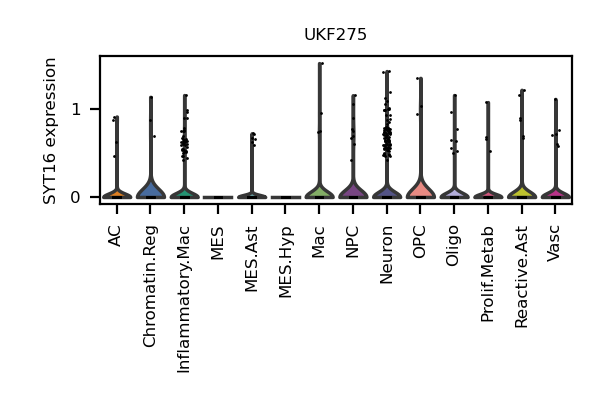 UKF275
SYT16 expression
1
0
AC
Chromatin.Reg
Inflammatory.Mac
MES
MES.Ast
MES.Hyp
Mac
NPC
Neuron
OPC
Oligo
Prolif.Metab
Reactive.Ast
Vasc